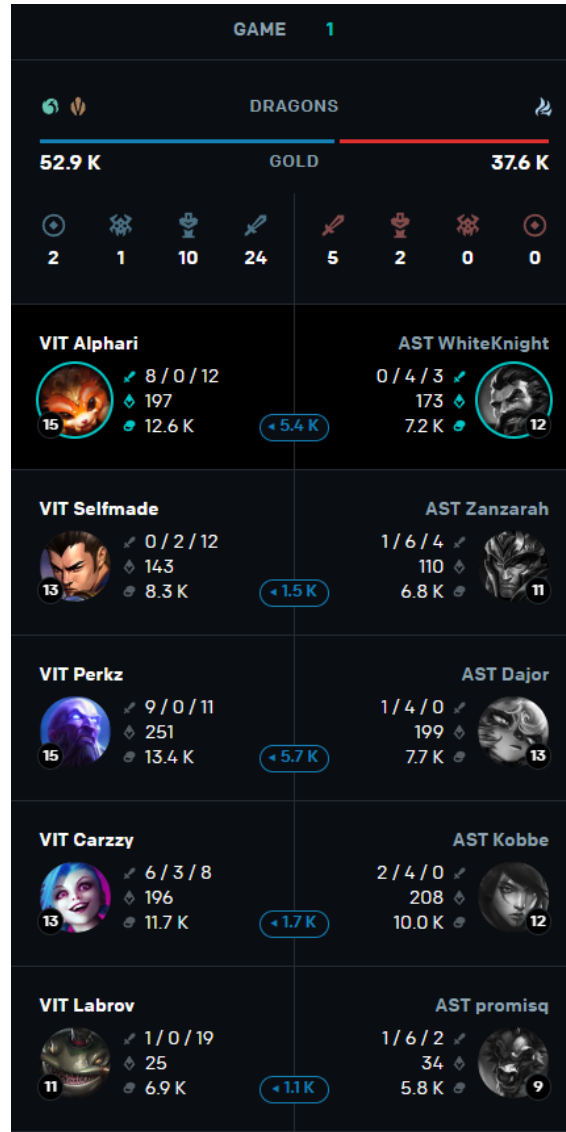 GAME 1
DRAGONS
52.9 K GOLD 37.6 K
2 1 10 24 5 2 0 0
VIT Alphari AST WhiteKnight
8 / 0 / 12 0 / 4 / 3
197 173
15 12.6 K 5.4 K 7.2 K 12
VIT Selfmade AST Zanzarah
0 / 2 / 12 1 / 6 / 4
143 110
13 8.3 K 1.5 K 6.8 K 11
VIT Perkz AST Dajor
9 / 0 / 11 1 / 4 / 0
251 199
15 13.4 K 5.7 K 7.7 K 13
VIT Carzzy AST Kobbe
6 / 3 / 8 2 / 4 / 0
196 208
13 11.7 K 1.7 K 10.0 K 12
VIT Labrov AST promisq
1 / 0 / 19 1 / 6 / 2
25 34
11 6.9 K 1.1 K 5.8 K 9